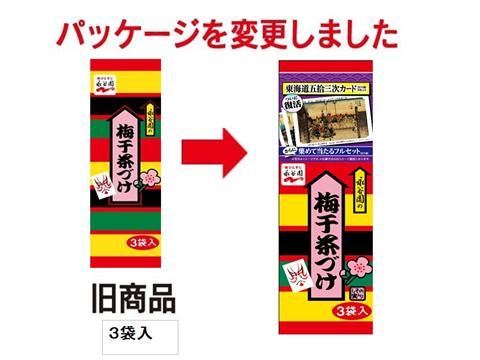 パッケージを変更しました
永谷園
永谷園の
梅干茶づけ
3袋入
旧商品
3袋入
東海道五拾三次カード
ついに
復活
集めて当たるフルセット
永谷園
永谷園の
梅干茶づけ
3袋入